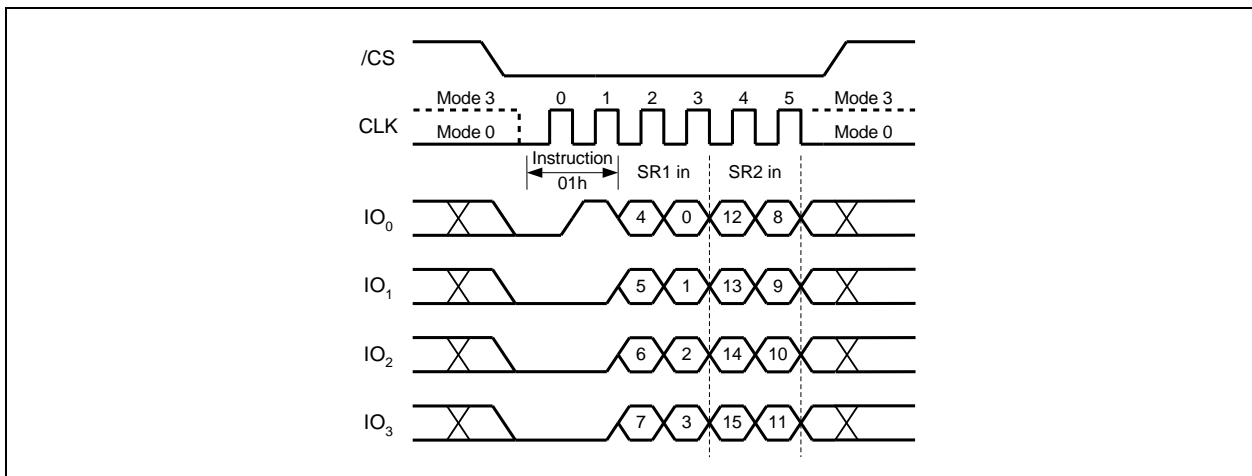 /CS
Mode 3 0 1 2 3 4 5 Mode 3
CLK Mode 0 Mode 0
Instruction SR1 in SR2 in
01h
IO0 4 0 12 8
IO1 5 1 13 9
IO2 6 2 14 10
IO3 7 3 15 11